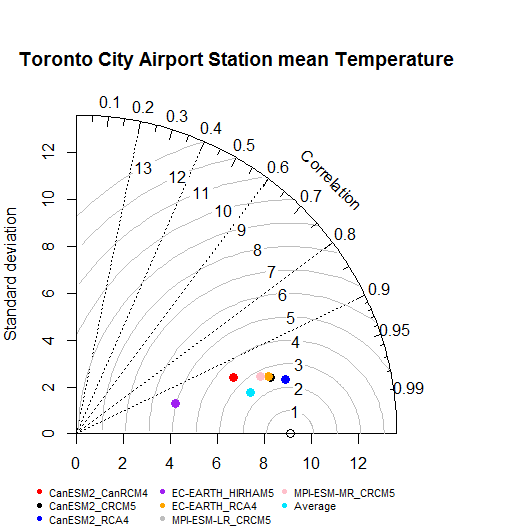 Toronto City Airport Station mean Temperature
0.1 0.2 0.3 0.4 0.5 0.6 0.7 0.8 0.9 0.95 0.99
Correlation
Standard deviation
12
10
8
6
4
2
0
13 12 11 10 9 8 7 6 5 4 3 2 1
0 2 4 6 8 10 12
CanESM2_CanRCM4 EC-EARTH_HIRHAM5 MPI-ESM-MR_CRCM5
CanESM2_CRCM5 EC-EARTH_RCA4 Average
CanESM2_RCA4 MPI-ESM-LR_CRCM5